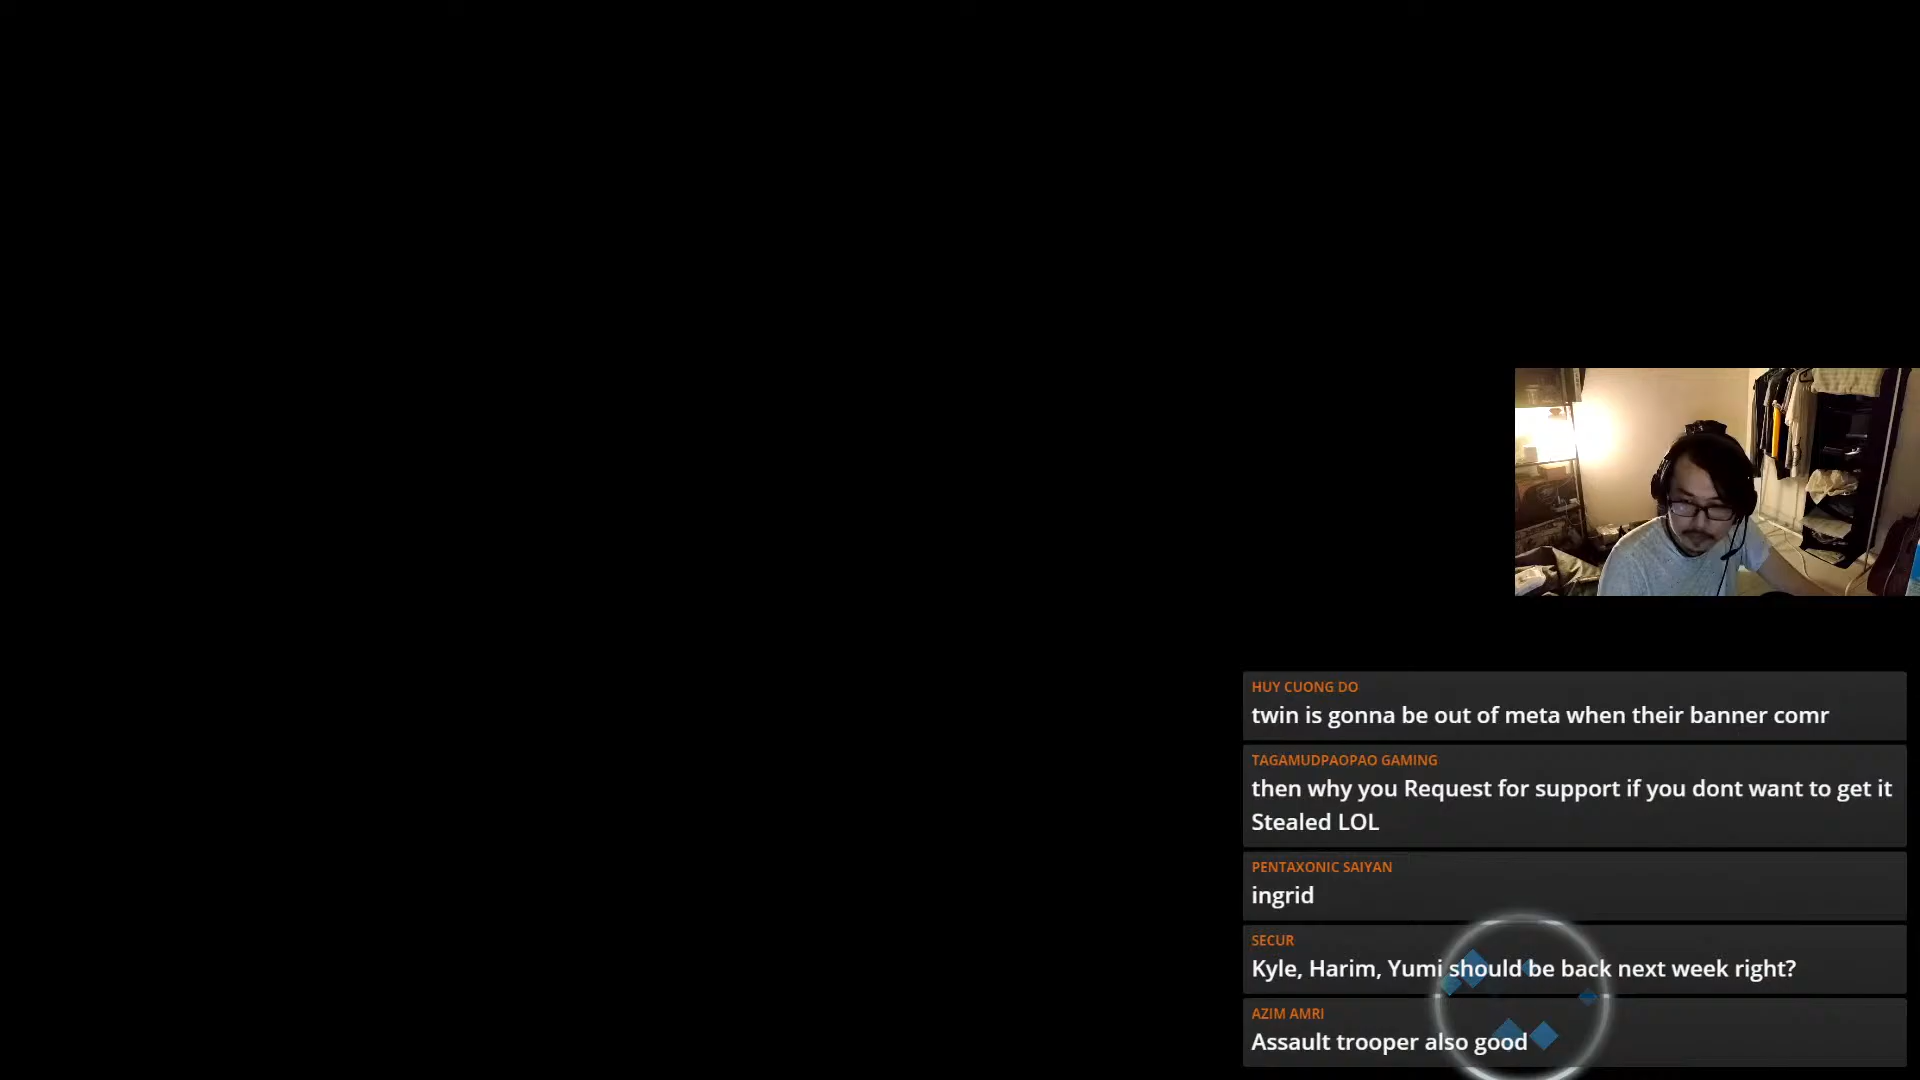 HUY CUONG DO
twin is gonna be out of meta when their banner comr
TAGAMUDPAOPAO GAMING
then why you Request for support if you dont want to get it
Stealed LOL
PENTAXONIC SAIYAN
ingrid
SECUR
Kyle, Harim, Yumi should be back next week right?
AZIM AMRI
Assault trooper also good